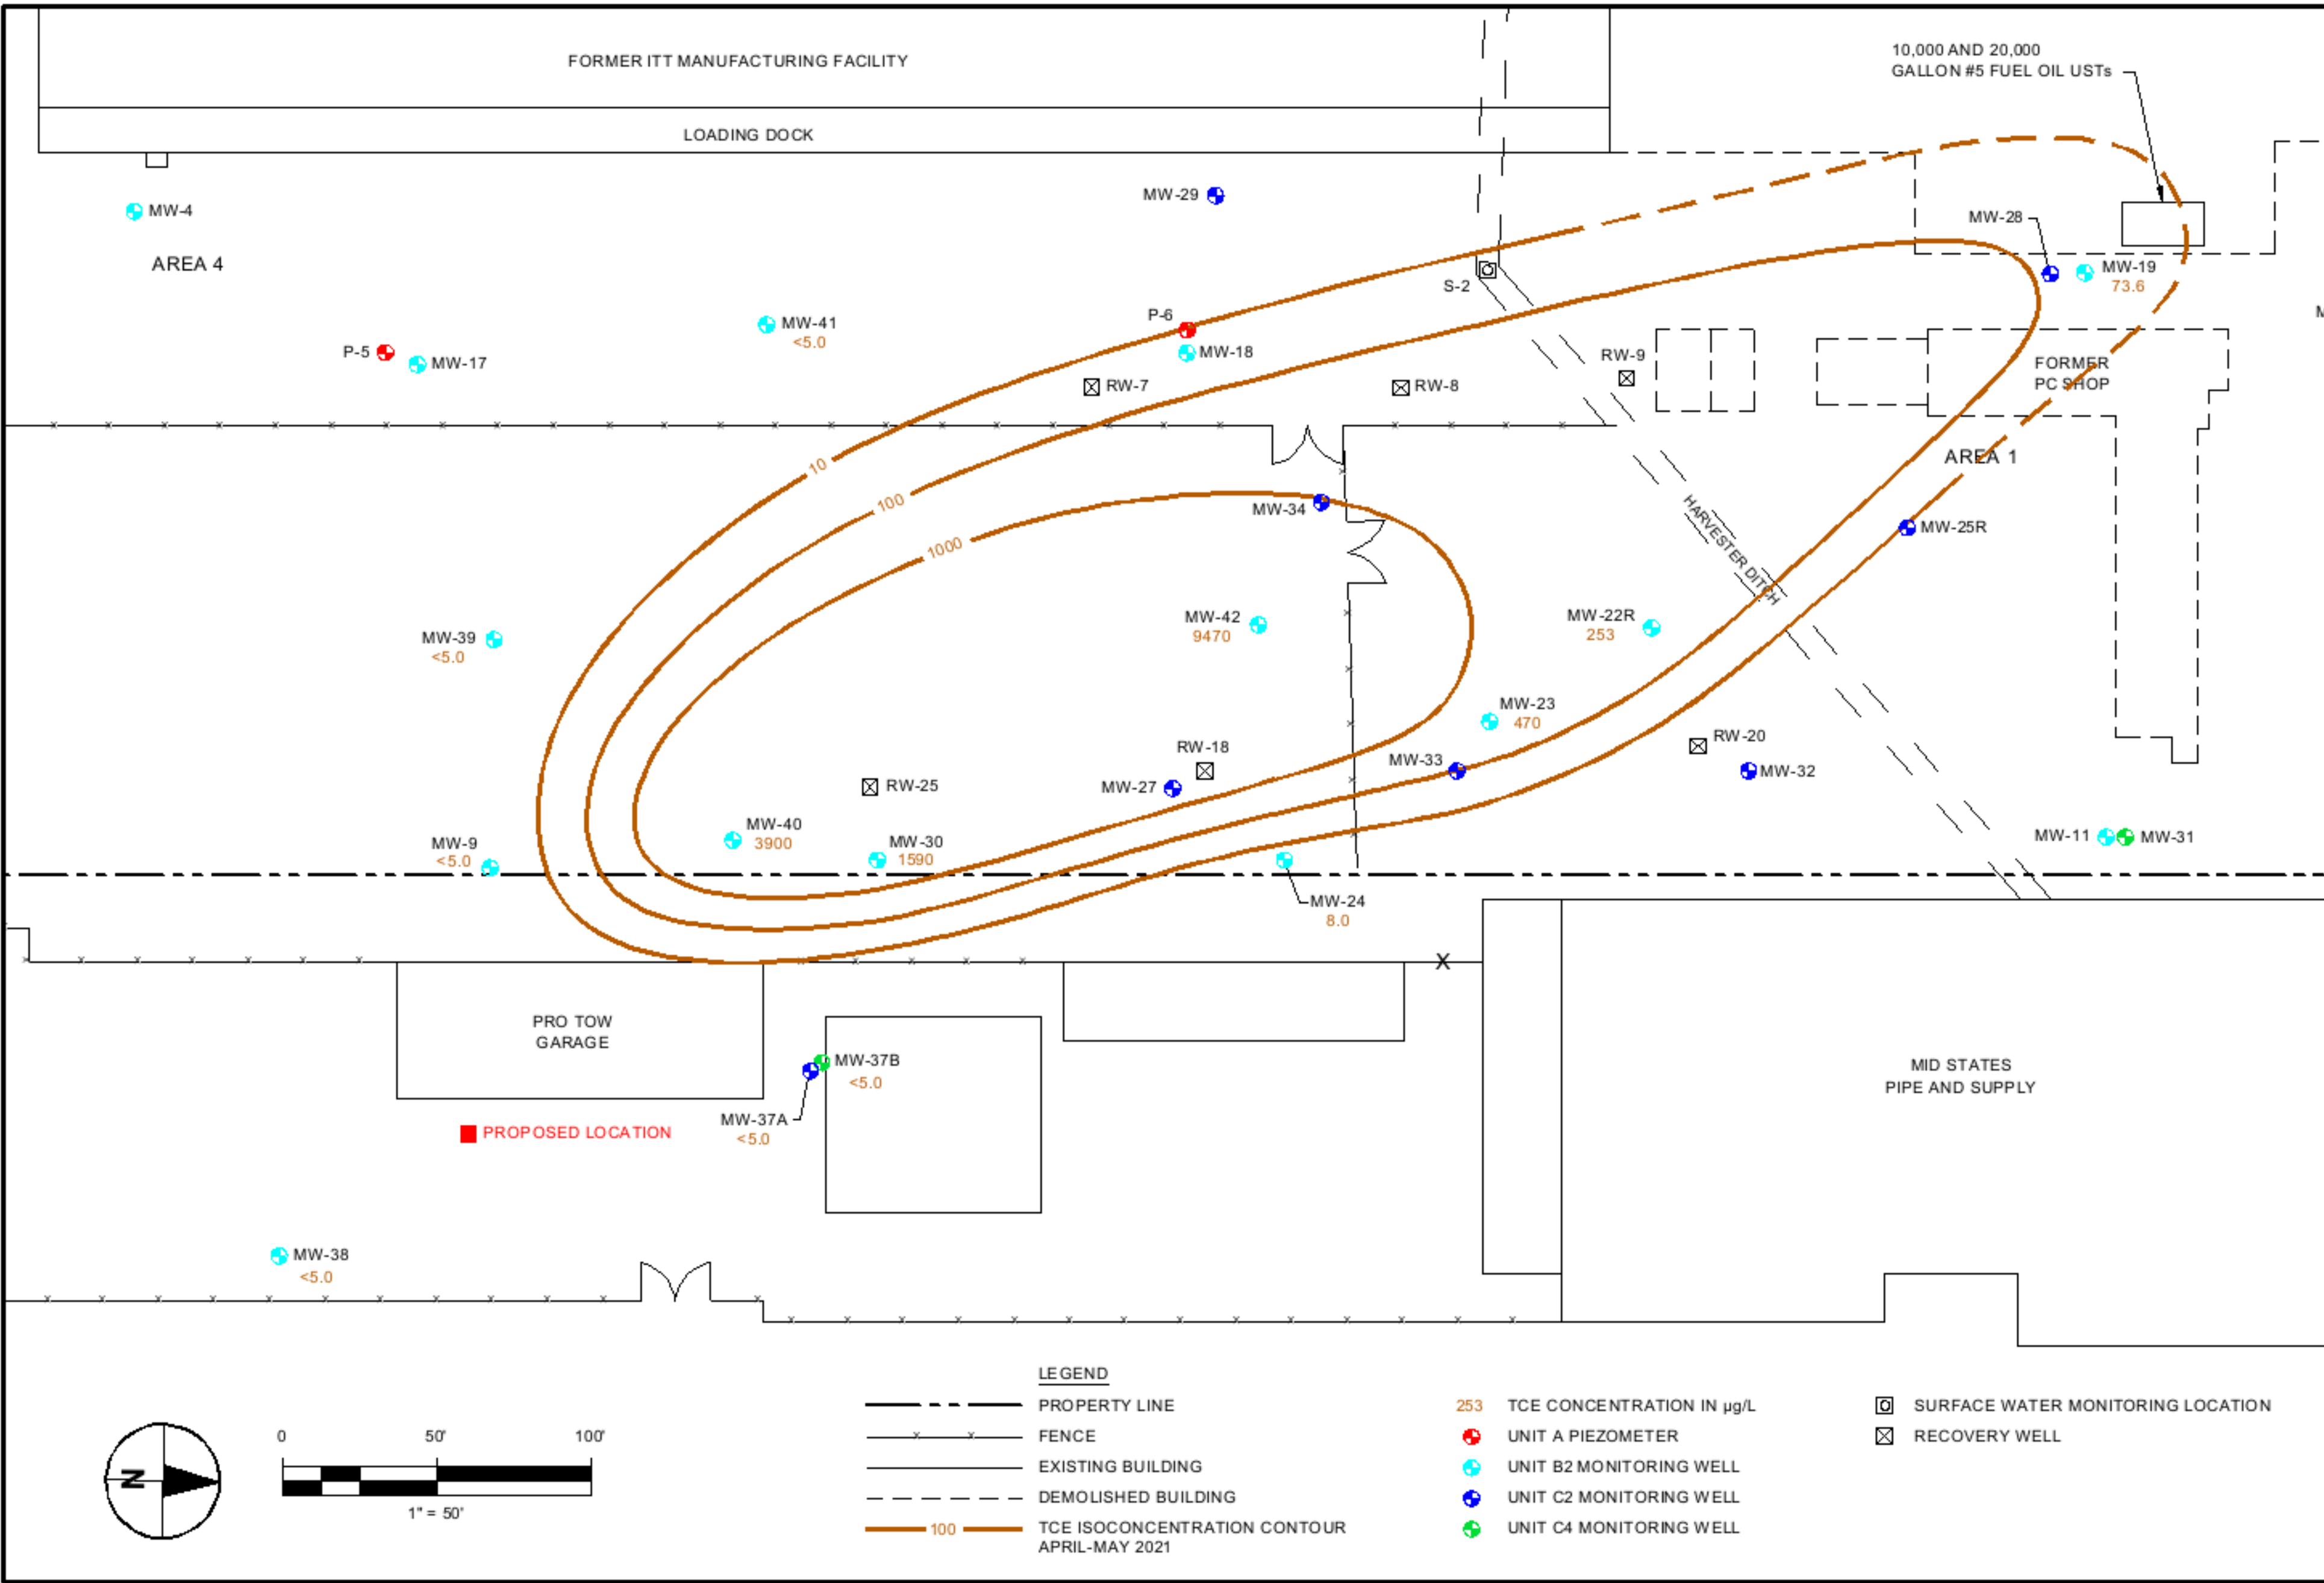 FORMER ITT MANUFACTURING FACILITY
LOADING DOCK
10,000 AND 20,000
GALLON #5 FUEL OIL USTs
MW-4
AREA 4
MW-29
MW-28
MW-19
73.6
S-2
P-6
MW-18
MW-41
<5.0
P-5
MW-17
RW-7
RW-8
RW-9
FORMER
PC SHOP
AREA 1
10
100
1000
MW-34
MW-25R
HARVESTER DITCH
MW-39
<5.0
MW-42
9470
MW-22R
253
MW-23
470
RW-18
MW-33
RW-20
MW-32
RW-25
MW-27
MW-40
3900
MW-30
1590
MW-9
<5.0
MW-11
MW-31
MW-24
8.0
X
PRO TOW
GARAGE
MW-37B
<5.0
MW-37A
<5.0
MID STATES
PIPE AND SUPPLY
PROPOSED LOCATION
MW-38
<5.0
N
0 50' 100'
1" = 50'
LEGEND
PROPERTY LINE
FENCE
EXISTING BUILDING
DEMOLISHED BUILDING
100 TCE ISOCONCENTRATION CONTOUR
APRIL-MAY 2021
253 TCE CONCENTRATION IN µg/L
UNIT A PIEZOMETER
UNIT B2 MONITORING WELL
UNIT C2 MONITORING WELL
UNIT C4 MONITORING WELL
SURFACE WATER MONITORING LOCATION
RECOVERY WELL